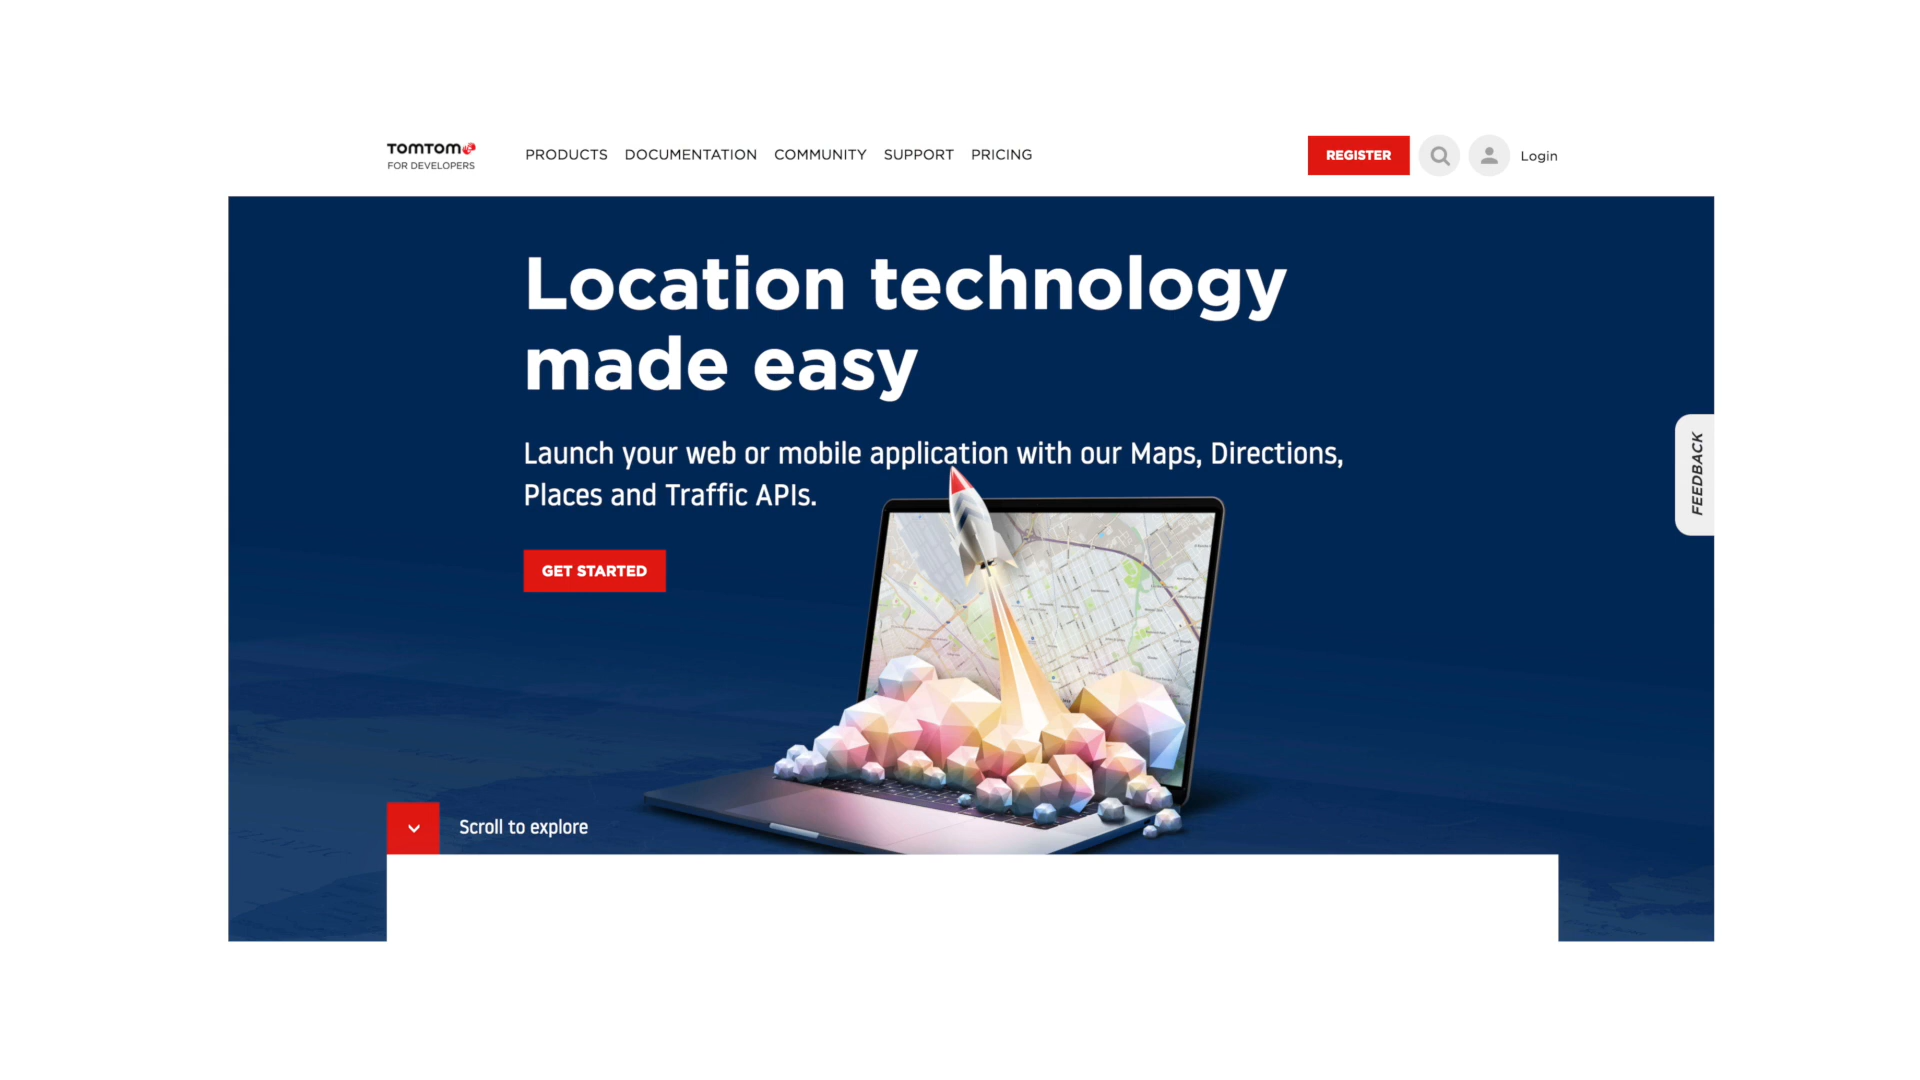 TOMTOM
FOR DEVELOPERS
PRODUCTS DOCUMENTATION COMMUNITY SUPPORT PRICING
REGISTER
Login
Location technology
made easy
Launch your web or mobile application with our Maps, Directions,
Places and Traffic APIs.
GET STARTED
FEEDBACK
Scroll to explore